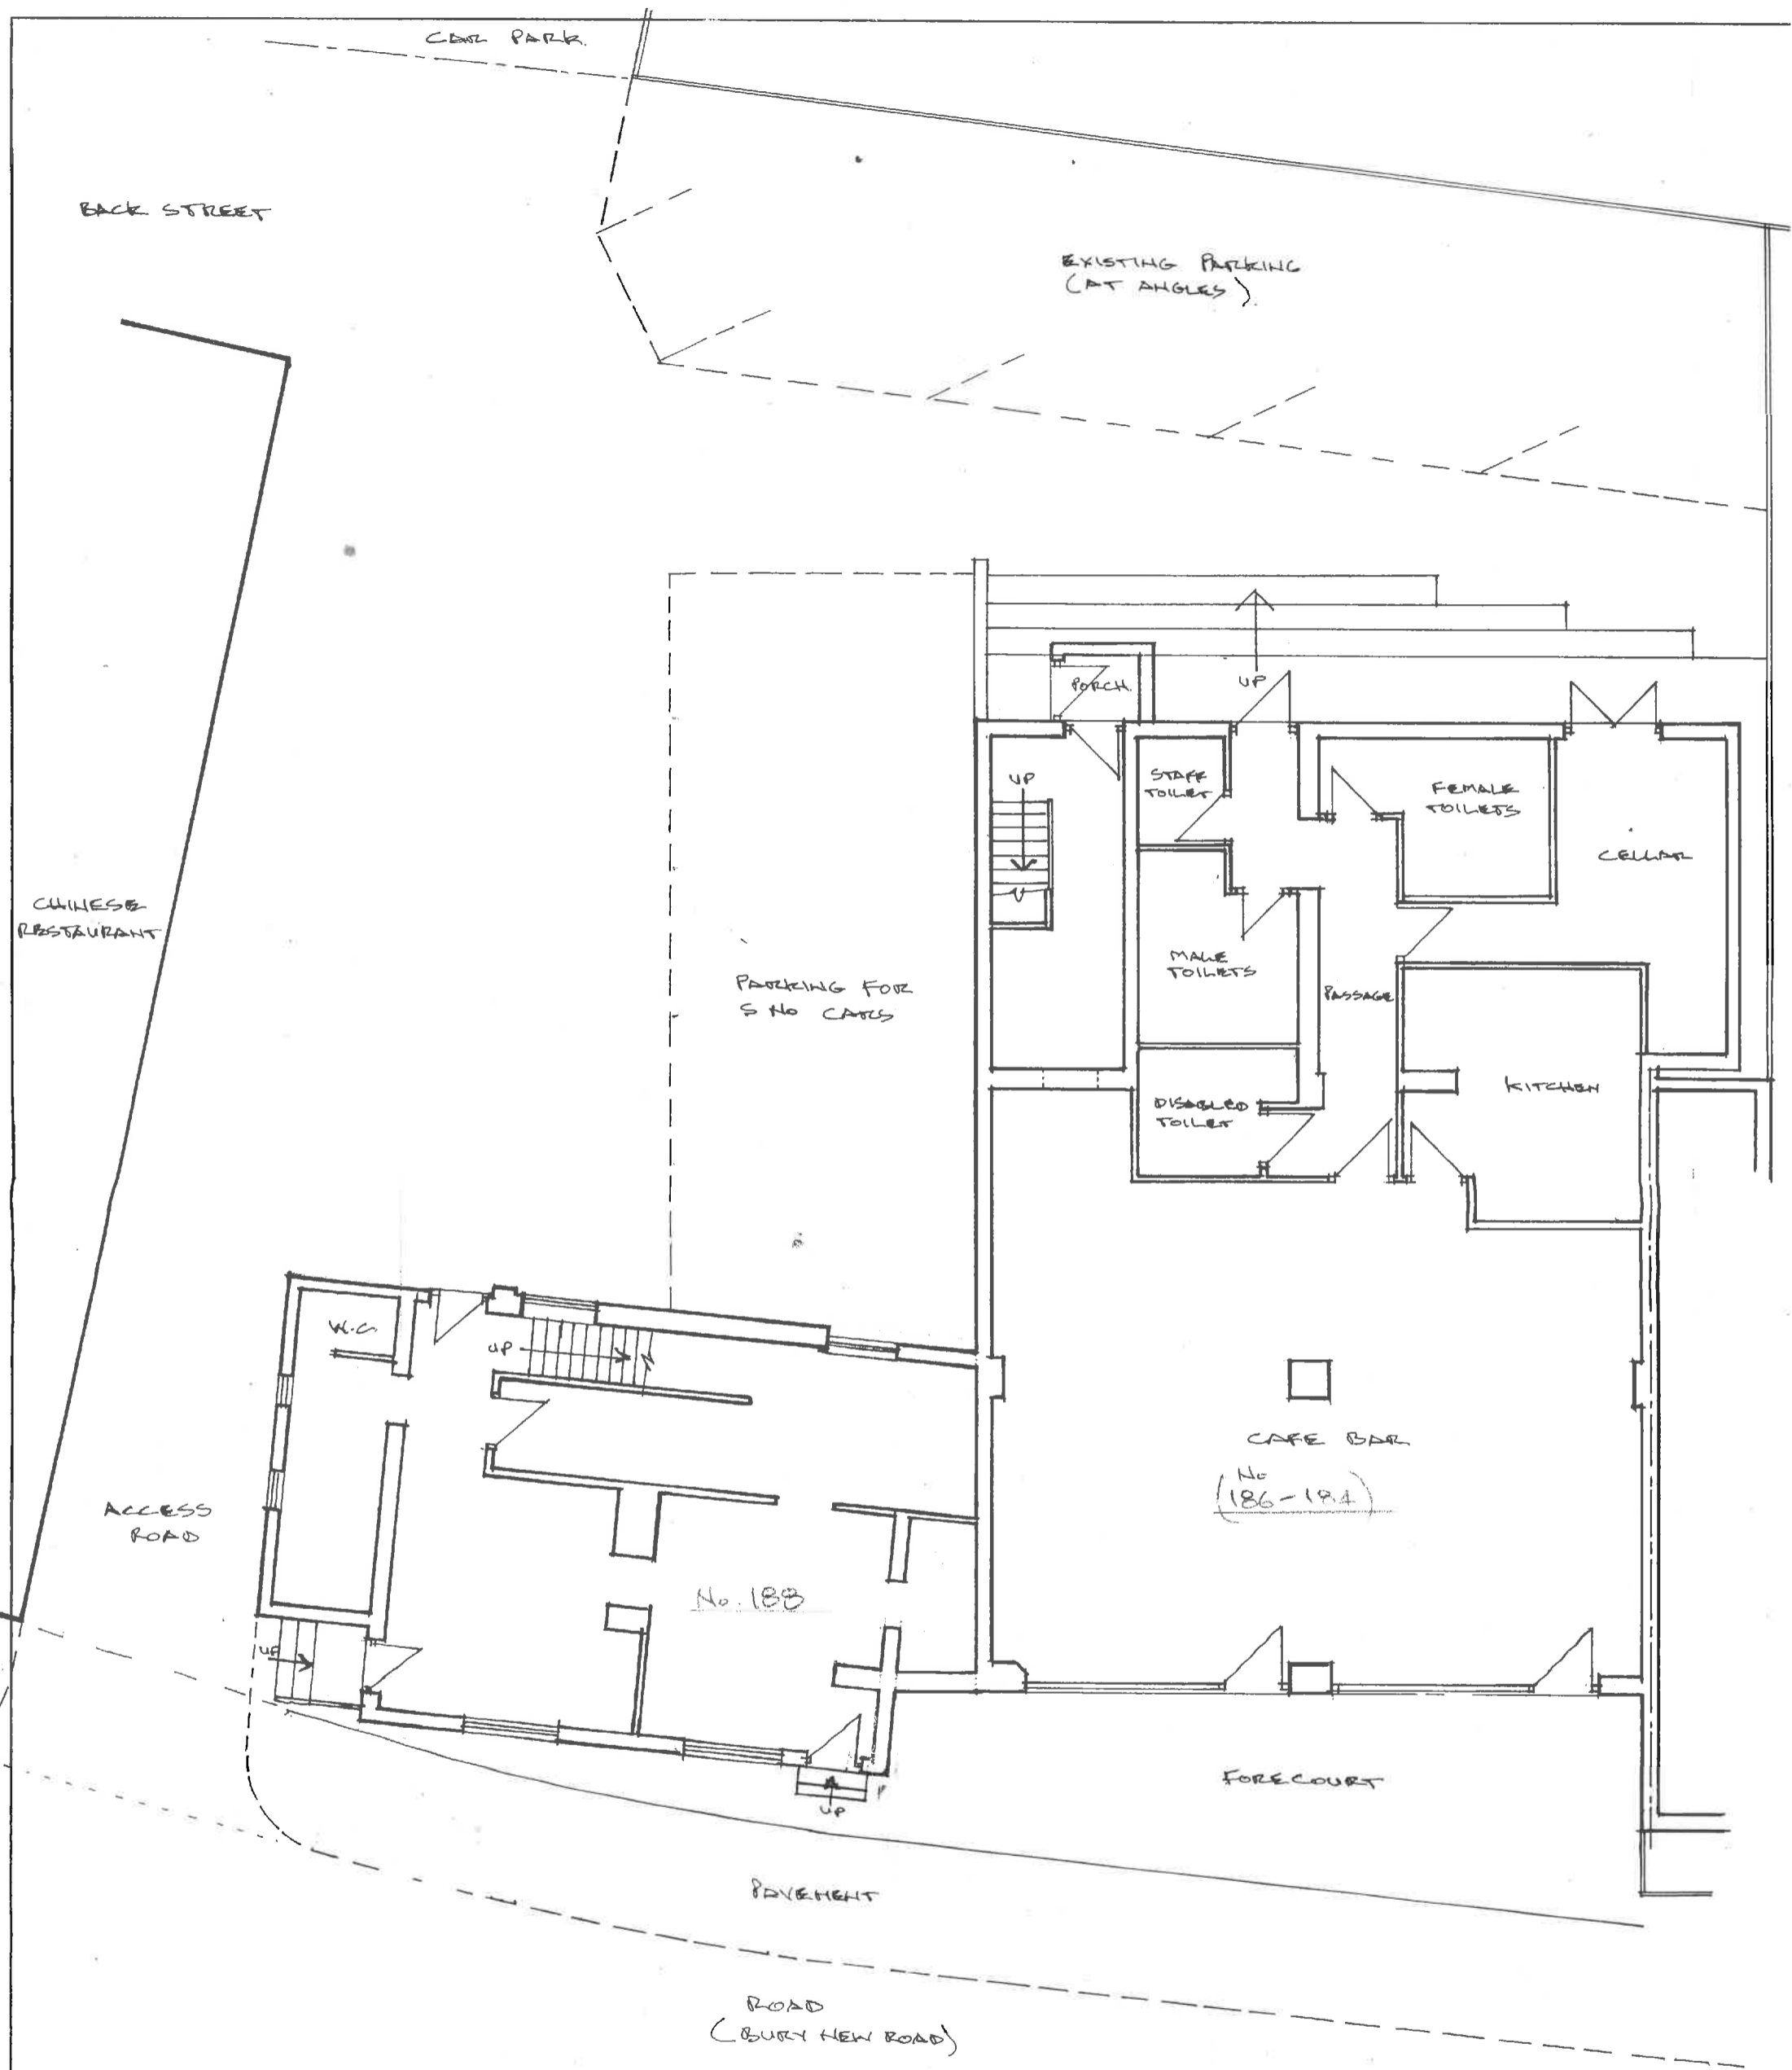 CAR PARK.
BACK STREET
EXISTING PARKING
(AT ANGLES)
UP
PORCH.
UP
STAFF
TOILET
FEMALE
TOILETS
CELLAR
CHINESE
RESTAURANT
MALE
TOILETS
PARKING FOR
5 NO CARS
PASSAGE
KITCHEN
DISABLED
TOILET
W.C.
UP
CAFE BAR
No
(186-184)
ACCESS
ROAD
No. 188
UP
FORECOURT
UP
PAVEMENT
ROAD
(BURY NEW ROAD)